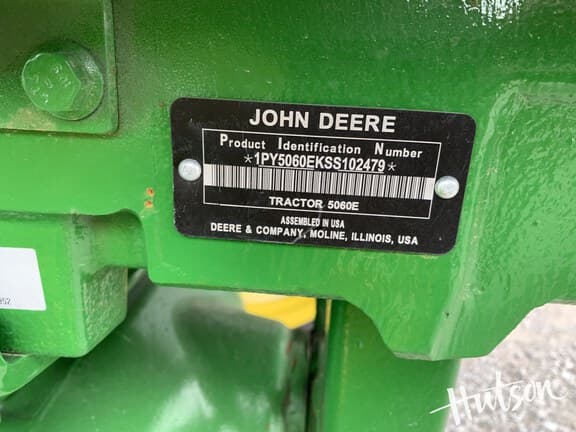 JOHN DEERE
Product Identification Number
*1PY5060EKSS102479*
TRACTOR 5060E
ASSEMBLED IN USA
DEERE & COMPANY, MOLINE, ILLINOIS, USA
Hutson